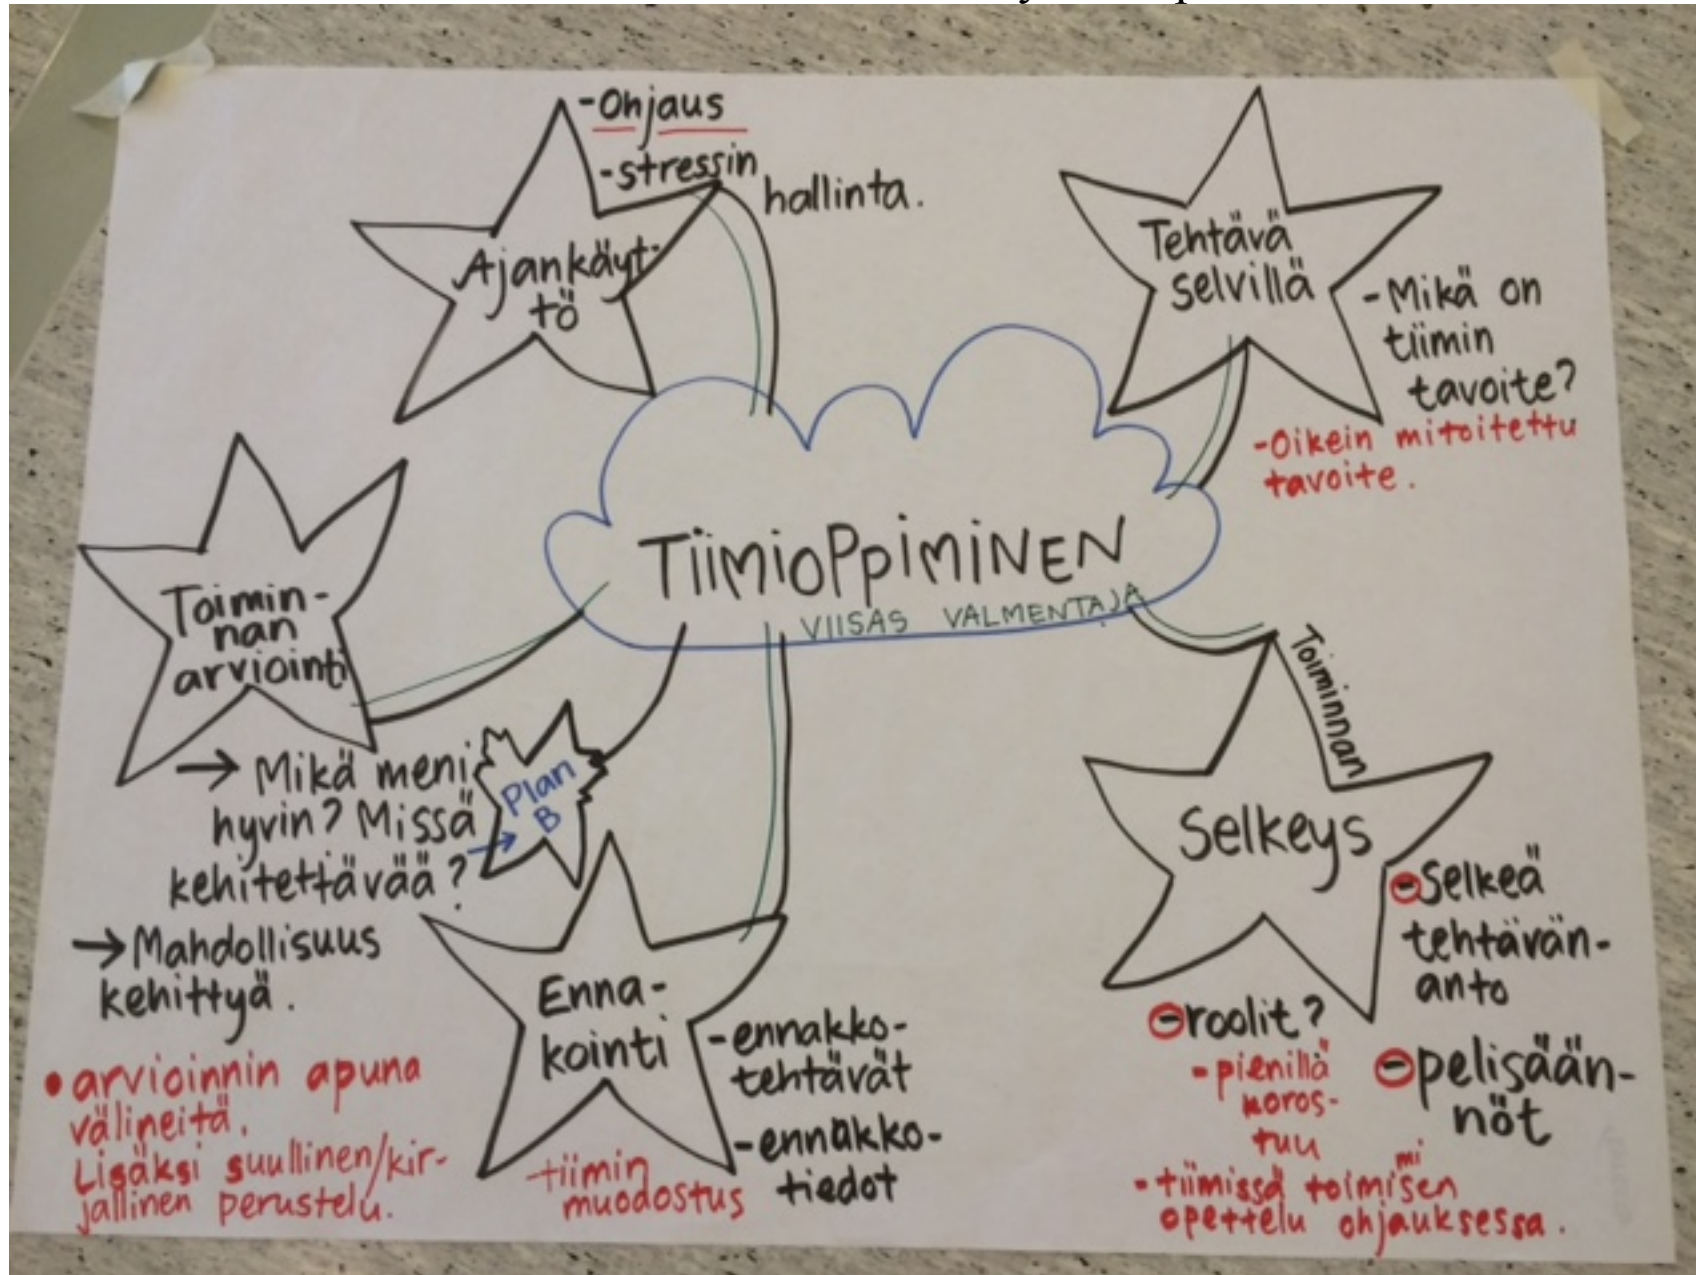 -Ohjaus
-stressin
hallinta.
Ajankäyt-
tö
Tehtävä
selvillä
-Mikä on
tiimin
tavoite?
-Oikein mitoitettu
tavoite.
TiimioPpiMiNEN
VIISAS VALMENTAJA
Toimin-
nan
arviointi
→ Mikä meni
hyvin? Missä
kehitettävää?
→ Mahdollisuus
kehittyä.
• arvioinnin apuna
välineitä.
Lisäksi suullinen/kir-
jallinen perustelu.
Plan
B
→
Enna-
kointi
-ennakko-
tehtävät
-ennakko-
tiedot
tiimin
muodostus
Toiminnan
Selkeys
-Selkeä
tehtävän-
anto
-roolit?
-pienillä
koros-
tuu
-pelisään-
nöt
mi
-tiimissä toimisen
opettelu ohjauksessa.